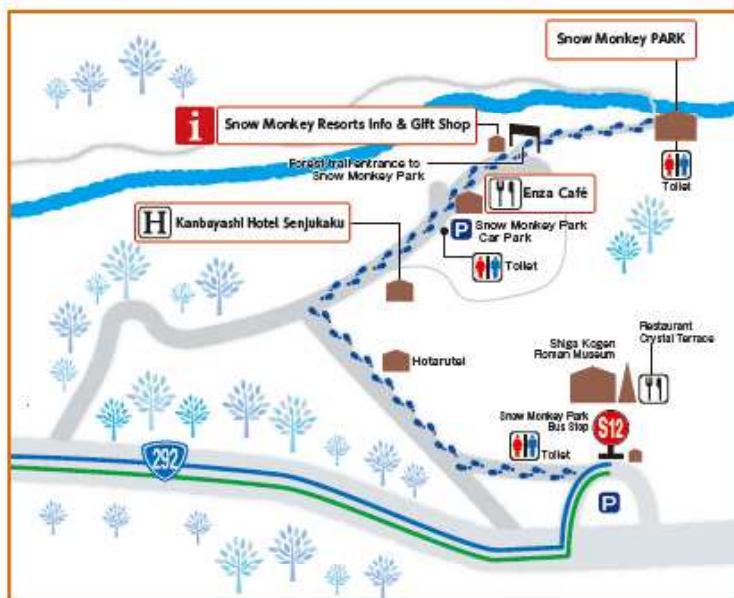 Snow Monkey PARK
i
Snow Monkey Resorts Info & Gift Shop
Forest trail entrance to
Snow Monkey Park
Toilet
Enza Café
H
Kanbayashi Hotel Senjukaku
P
Snow Monkey Park
Car Park
Toilet
Hotarutei
Shiga Kogen
Roman Museum
Restaurant
Crystal Terrace
Snow Monkey Park
Bus Stop
S12
Toilet
292
P